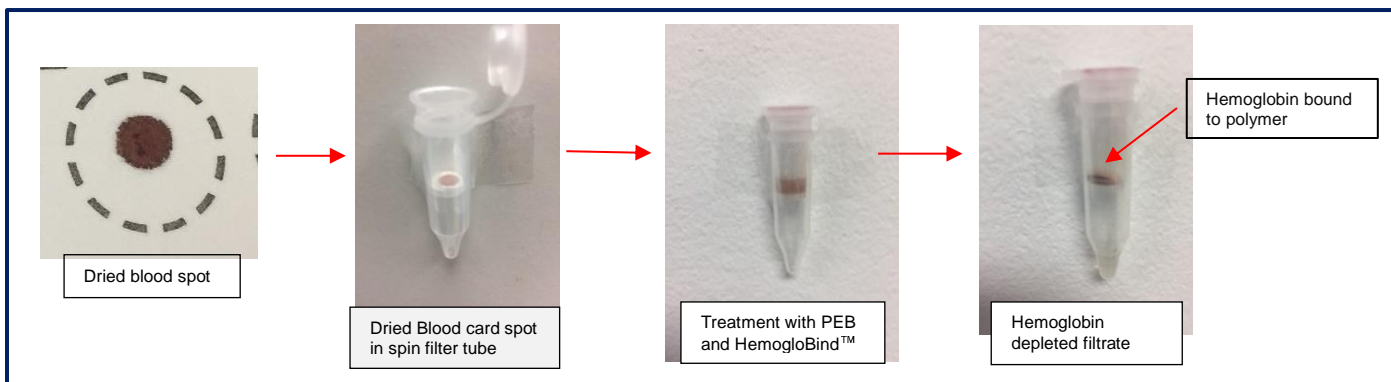 Dried blood spot
Dried Blood card spot
in spin filter tube
Treatment with PEB
and HemogloBind™
Hemoglobin
depleted filtrate
Hemoglobin bound
to polymer